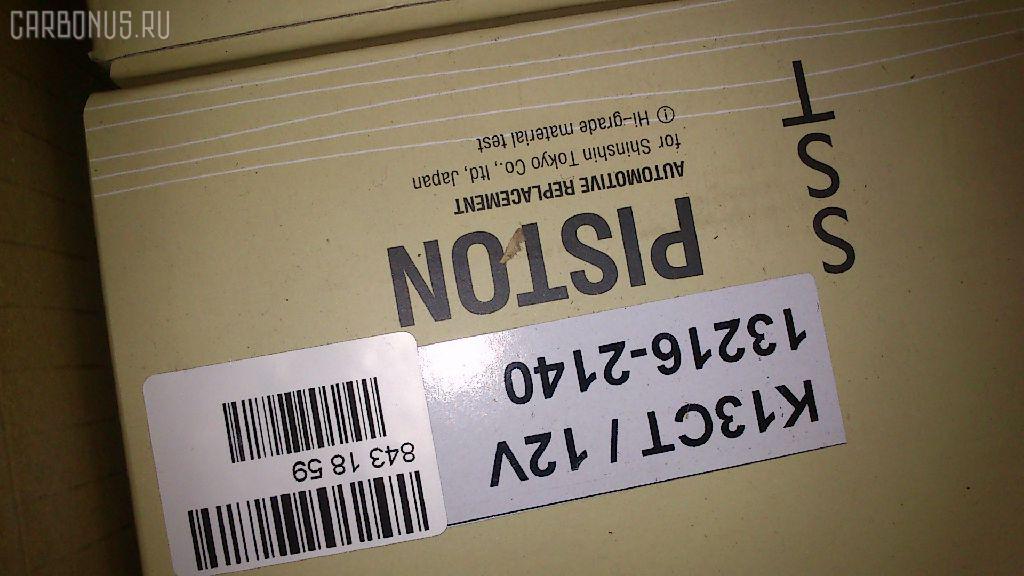 CARBONUS.RU
K13CT / 12V
13216-2140
843 18 59
PISTON
AUTOMOTIVE REPLACEMENT
for Shinshin Tokyo Co., ltd, Japan
ⓘ Hi-grade material test
S
S
T